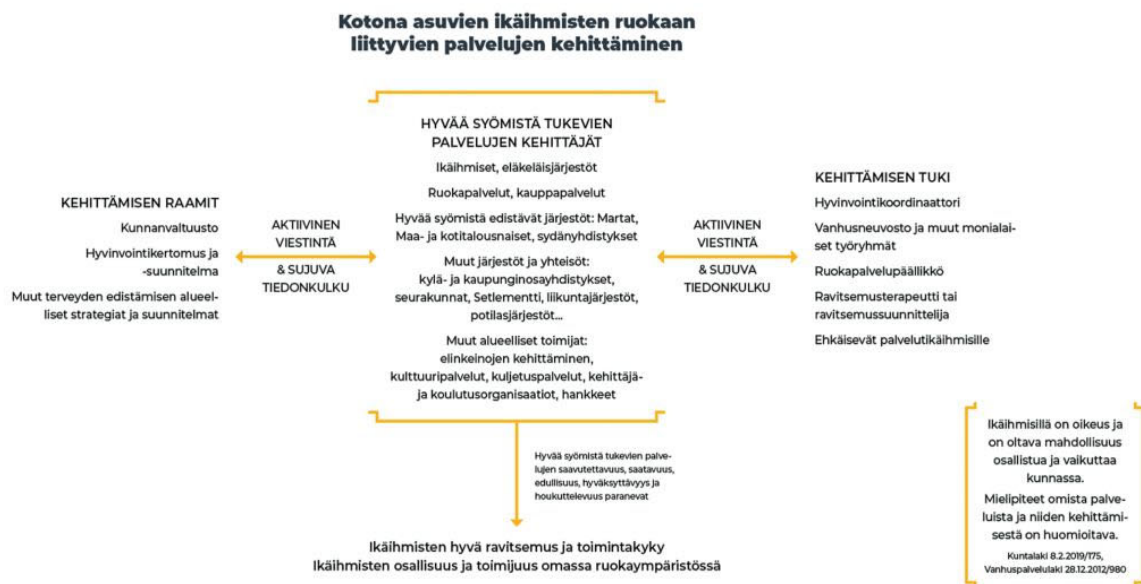 Kotona asuvien ikäihmisten ruokaan
liittyvien palvelujen kehittäminen
KEHITTÄMISEN RAAMIT
Kunnanvaltuusto
Hyvinvointikertomus ja
-suunnitelma
Muut terveyden edistämisen alueel-
liset strategiat ja suunnitelmat
AKTIIVINEN
VIESTINTÄ
& SUJUVA
TIEDONKULKU
HYVÄÄ SYÖMISTÄ TUKEVIEN
PALVELUJEN KEHITTÄJÄT
Ikäihmiset, eläkeläisjärjestöt
Ruokapalvelut, kauppapalvelut
Hyvää syömistä edistävät järjestöt: Martat,
Maa- ja kotitalousnaiset, sydänyhdistykset
Muut järjestöt ja yhteisöt:
kylä- ja kaupunginosayhdistykset,
seurakunnat, Setlementti, liikuntajärjestöt,
potilasjärjestöt...
Muut alueelliset toimijat:
elinkeinojen kehittäminen,
kulttuuripalvelut, kuljetuspalvelut, kehittäjä-
ja koulutusorganisaatiot, hankkeet
AKTIIVINEN
VIESTINTÄ
& SUJUVA
TIEDONKULKU
KEHITTÄMISEN TUKI
Hyvinvointikoordinaattori
Vanhusneuvosto ja muut monialai-
set työryhmät
Ruokapalvelupäällikkö
Ravitsemusterapeutti tai
ravitsemussuunnittelija
Ehkäisevät palvelutikäihmisille
Hyvää syömistä tukevien palve-
lujen saavutettavuus, saatavuus,
edullisuus, hyväksyttävyys ja
houkuttelevuus paranevat
Ikäihmisten hyvä ravitsemus ja toimintakyky
Ikäihmisten osallisuus ja toimijuus omassa ruokaympäristössä
Ikäihmisillä on oikeus ja
on oltava mahdollisuus
osallistua ja vaikuttaa
kunnassa.
Mielipiteet omista palve-
luista ja niiden kehittämi-
sestä on huomioitava.
Kuntalaki 8.2.2019/175,
Vanhuspalvelulaki 28.12.2012/980